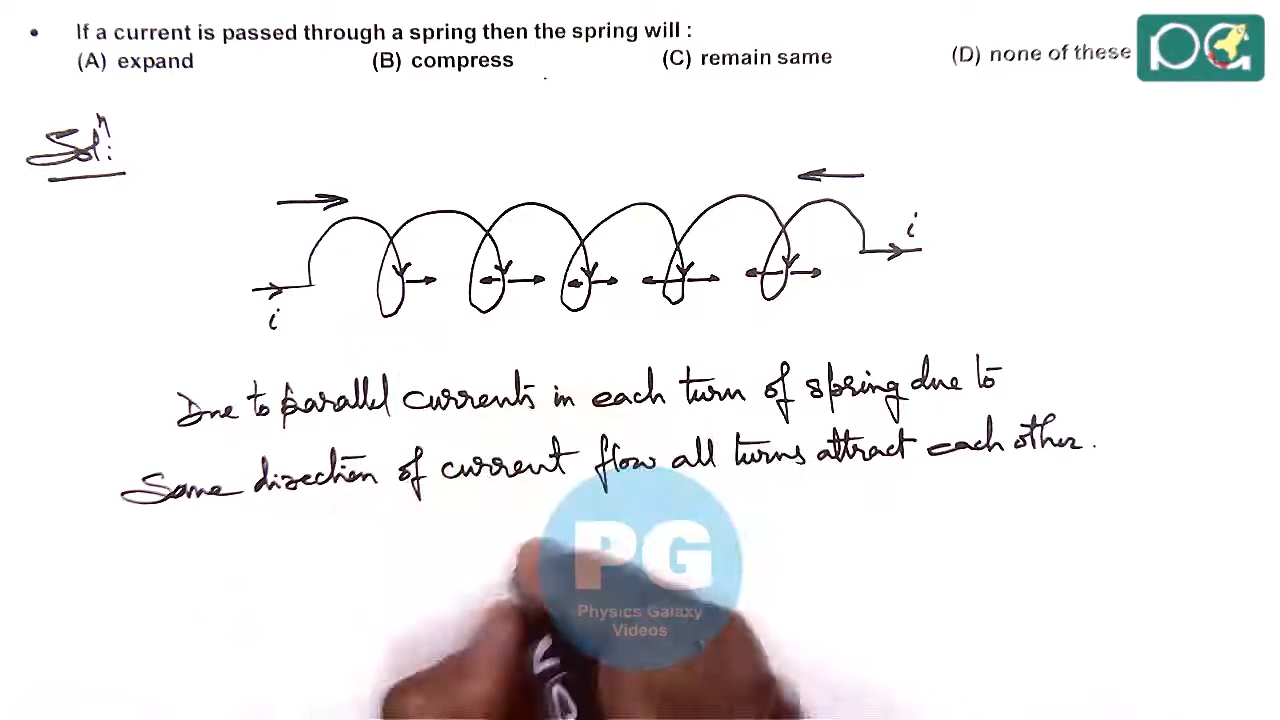 • If a current is passed through a spring then the spring will :
(A) expand (B) compress (C) remain same (D) none of these
PG
Solⁿ:
i
i
Due to parallel currents in each turn of spring due to
Same direction of current flow all turns attract each other.
PG
Physics Galaxy
Videos